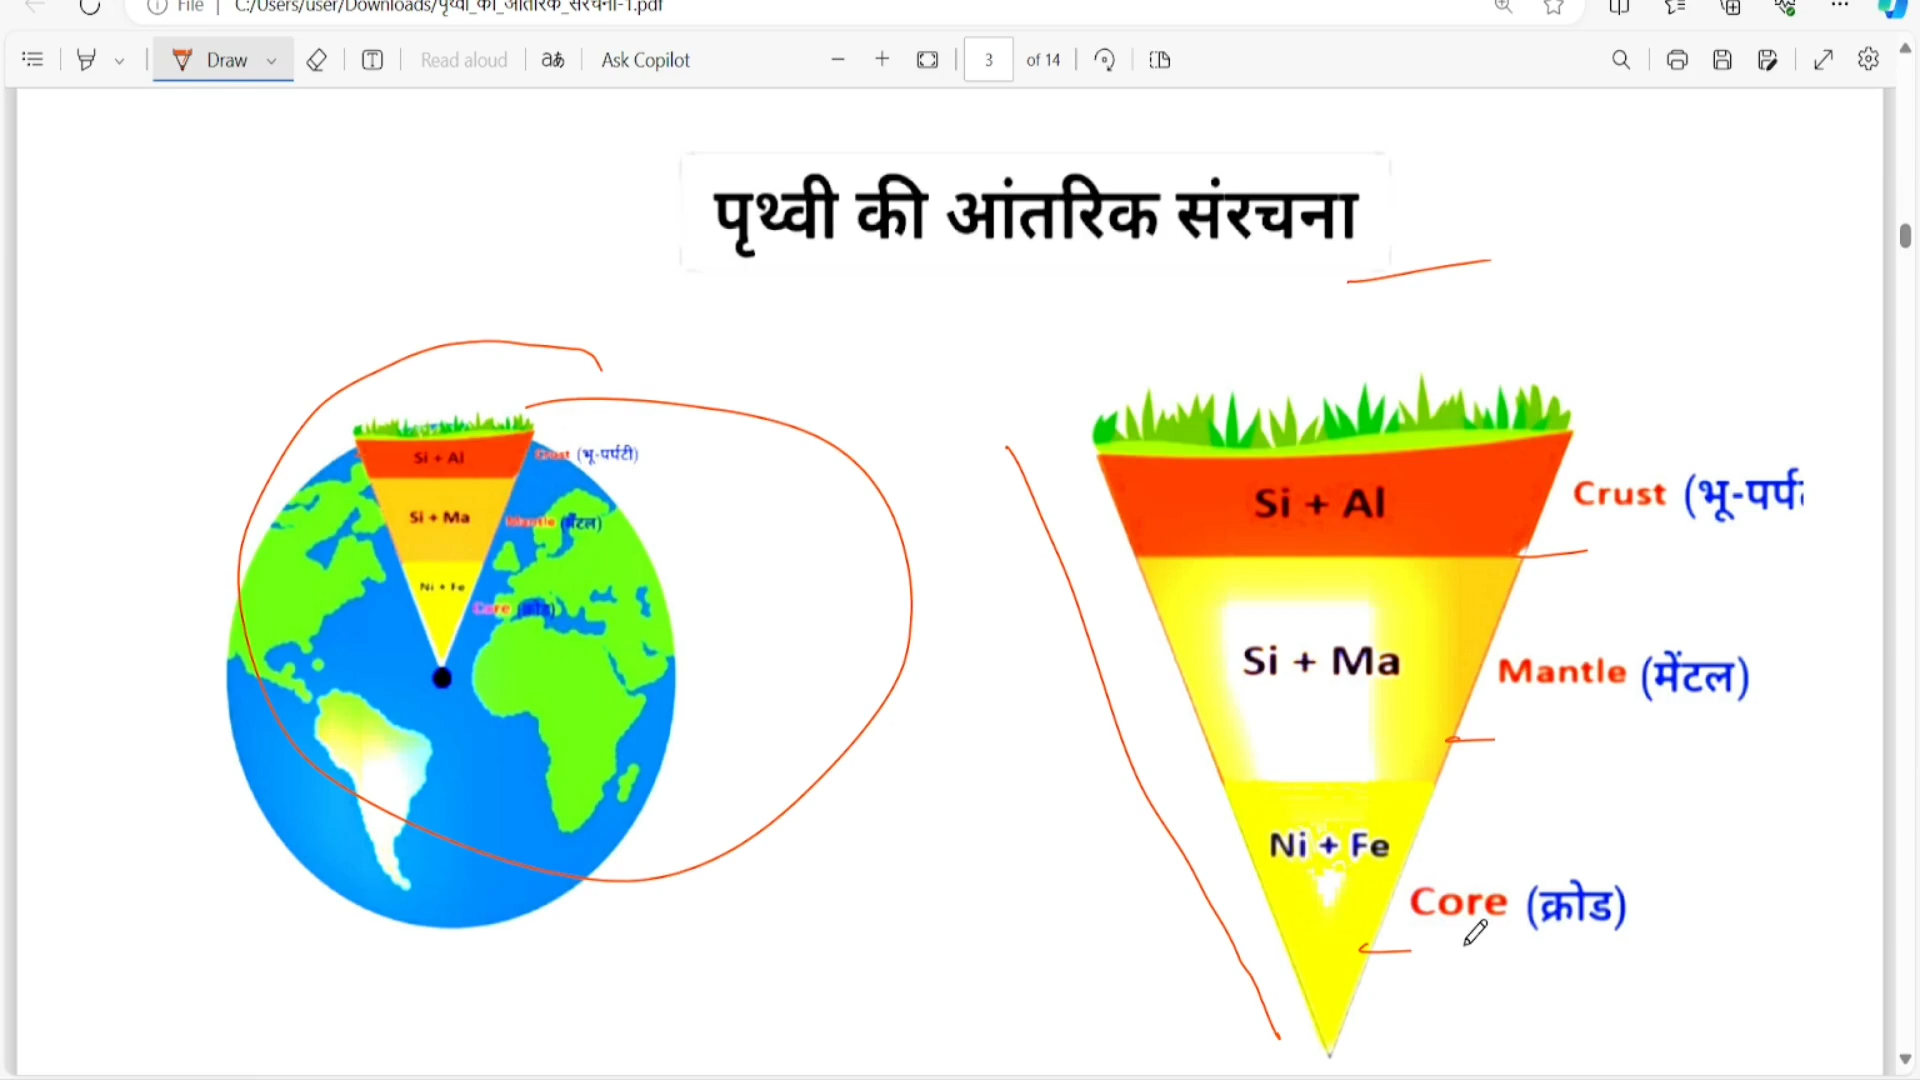 File | C:/Users/user/Downloads/पृथ्वी_की_आंतरिक_संरचना-1.pdf
Draw Read aloud aあ Ask Copilot 3 of 14
पृथ्वी की आंतरिक संरचना
Si + Al
Crust (भू-पर्पटी)
Si + Ma
Mantle (मेंटल)
Ni + Fe
Core
Si + Al
Crust (भू-पर्प
Si + Ma
Mantle (मेंटल)
Ni + Fe
Core (क्रोड)